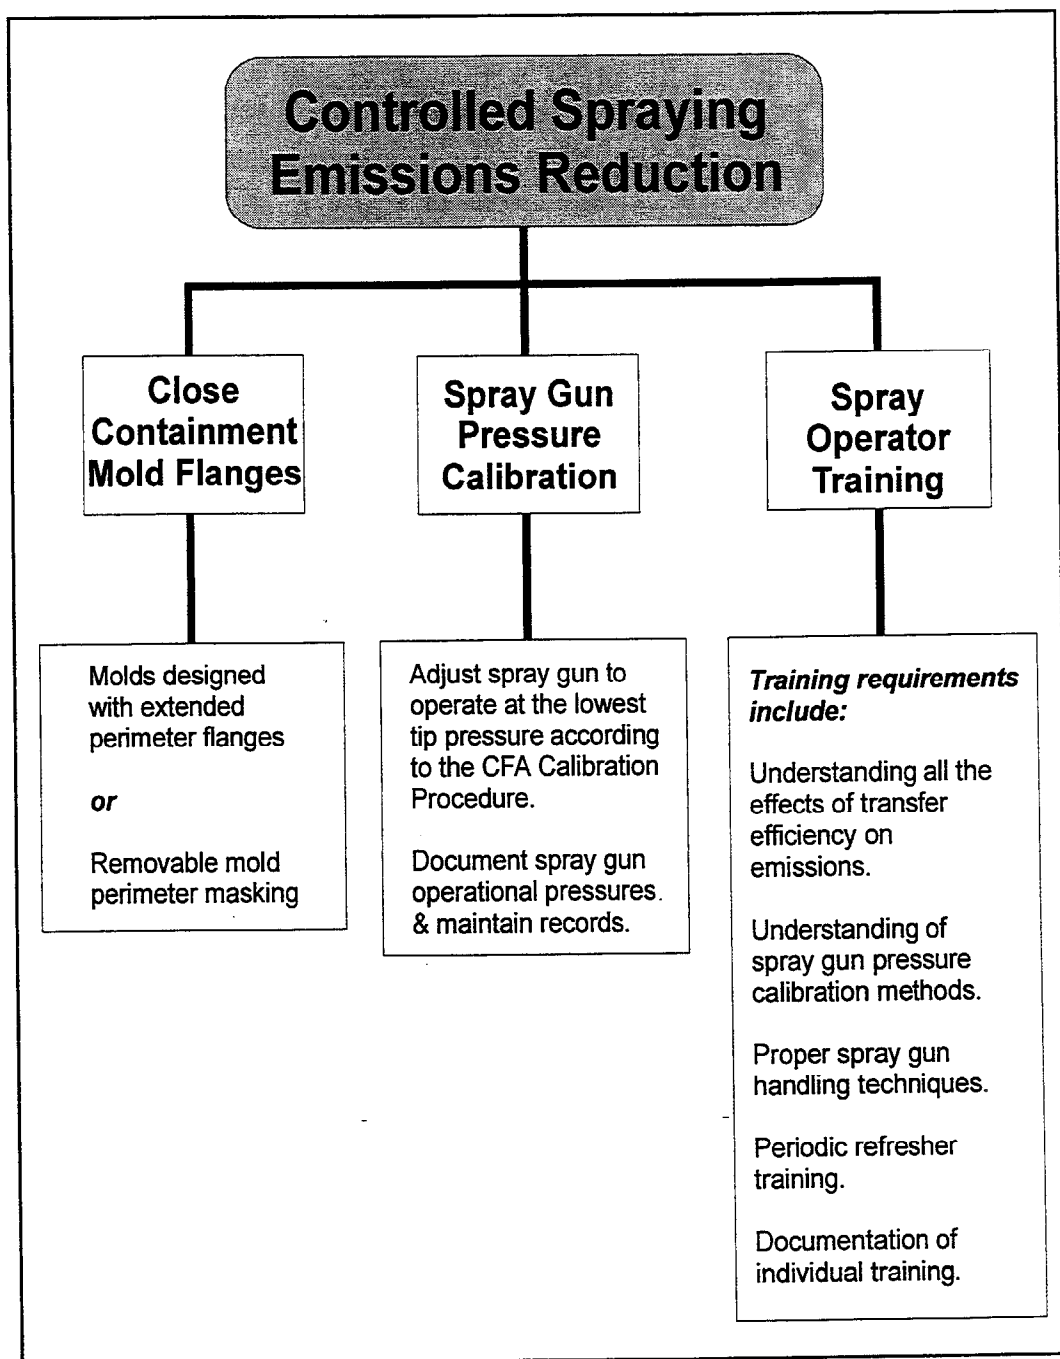 Controlled Spraying
Emissions Reduction
Close
Containment
Mold Flanges
Spray Gun
Pressure
Calibration
Spray
Operator
Training
Molds designed
with extended
perimeter flanges
or
Removable mold
perimeter masking
Adjust spray gun to
operate at the lowest
tip pressure according
to the CFA Calibration
Procedure.
Document spray gun
operational pressures.
& maintain records.
Training requirements
include:
Understanding all the
effects of transfer
efficiency on
emissions.
Understanding of
spray gun pressure
calibration methods.
Proper spray gun
handling techniques.
Periodic refresher
training.
Documentation of
individual training.